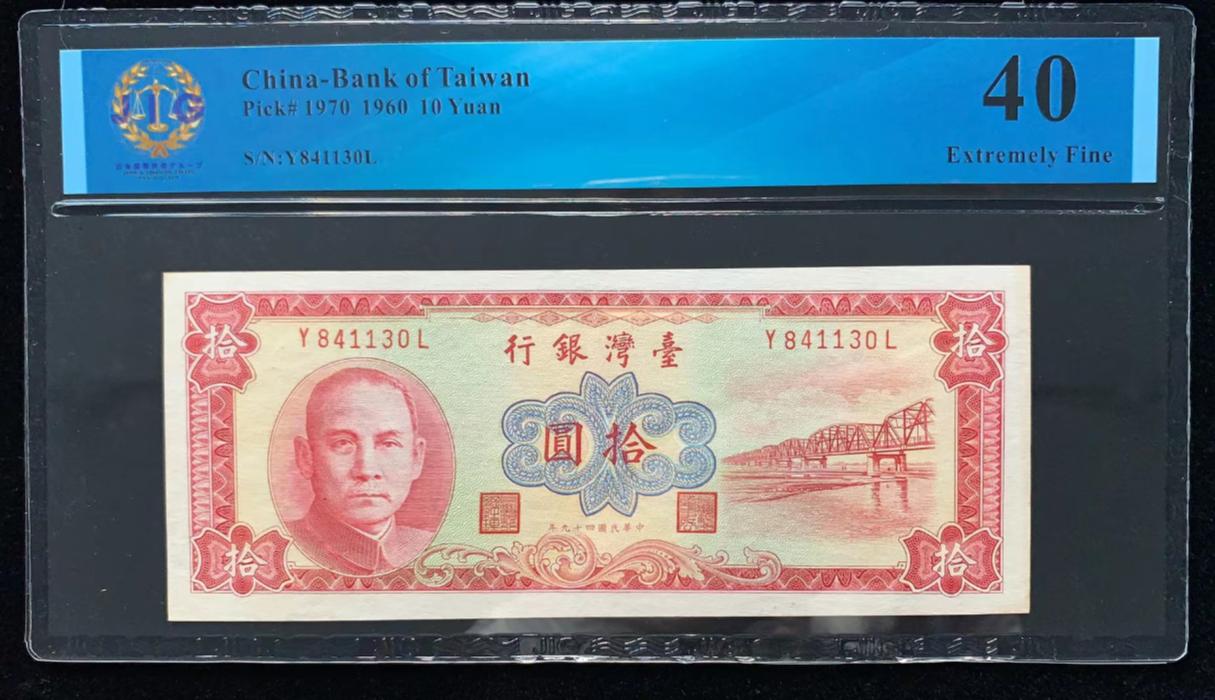 China-Bank of Taiwan
Pick# 1970 1960 10 Yuan
S/N:Y841130L
40
Extremely Fine
JTG
拾
Y841130L
行銀灣臺
Y841130L
拾
圓拾
年九十四國民華中
拾
拾